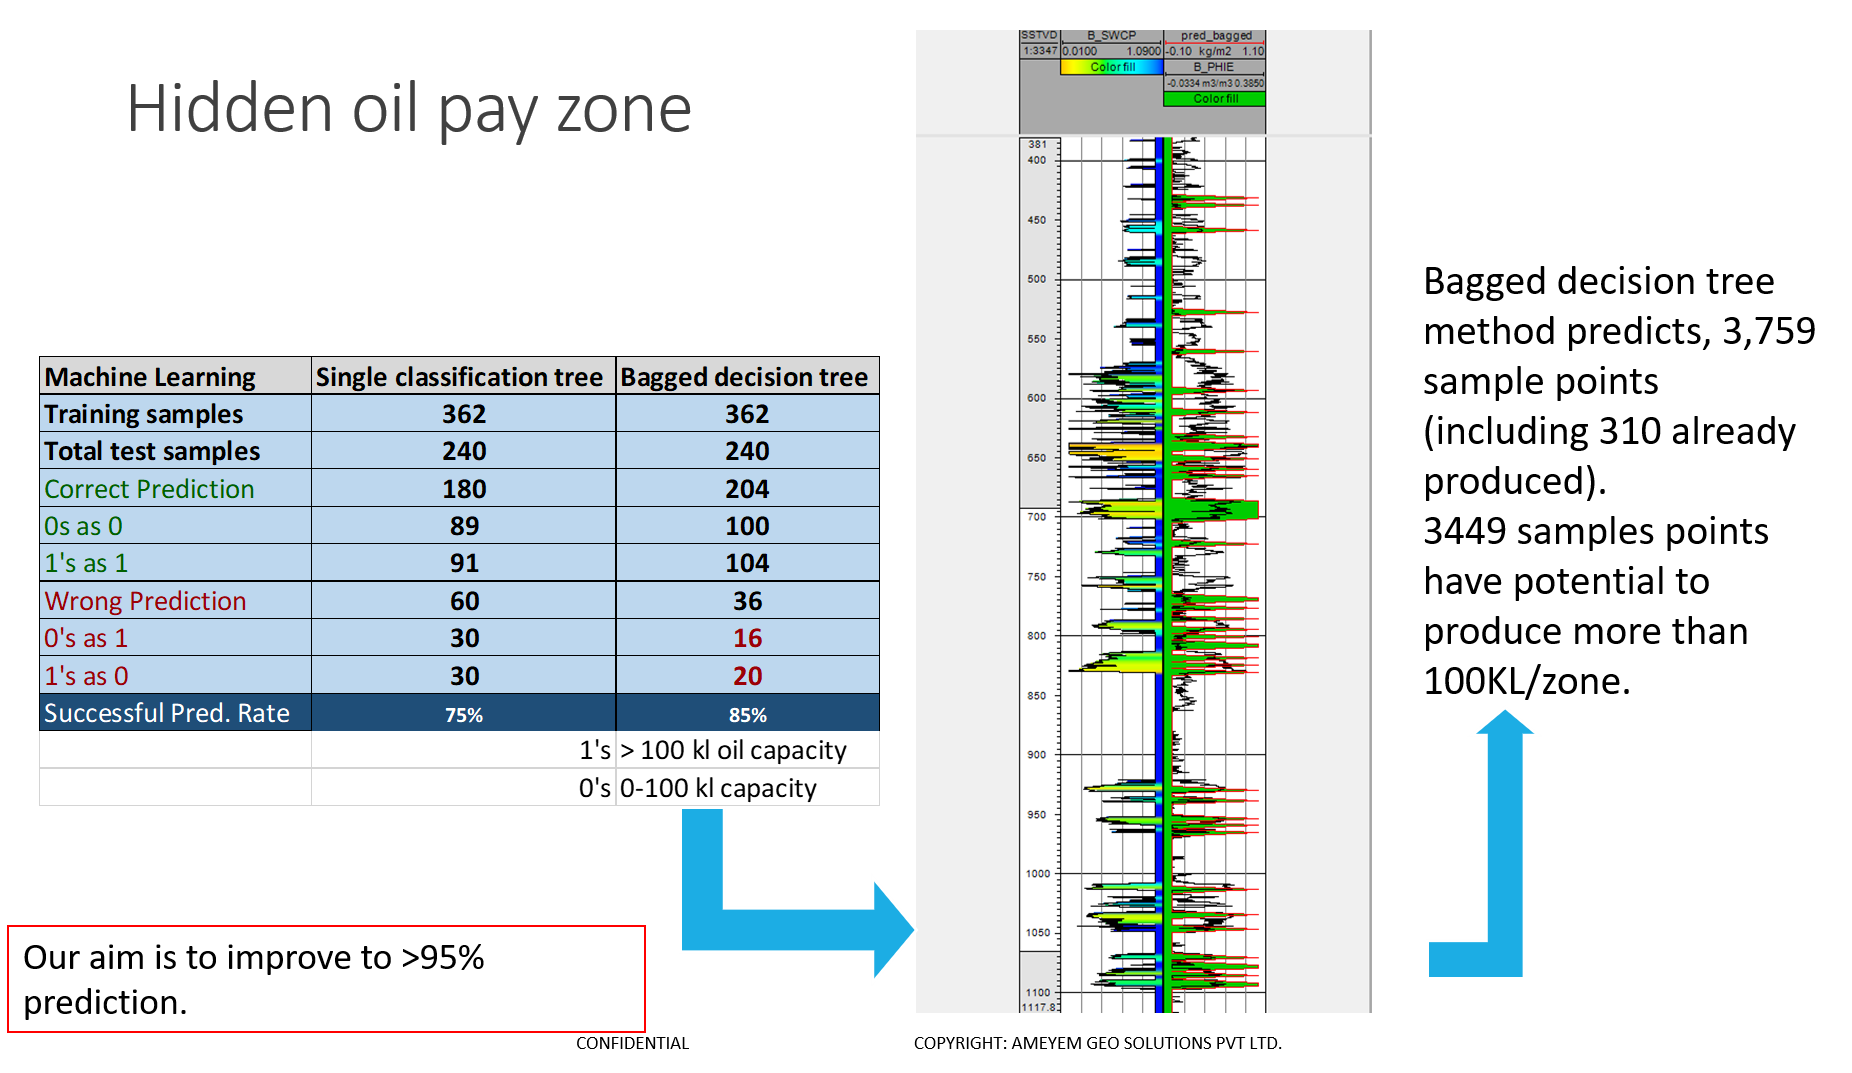 Hidden oil pay zone
Machine Learning Single classification tree Bagged decision tree
Training samples 362 362
Total test samples 240 240
Correct Prediction 180 204
0s as 0 89 100
1's as 1 91 104
Wrong Prediction 60 36
0's as 1 30 16
1's as 0 30 20
Successful Pred. Rate 75% 85%
1's > 100 kl oil capacity
0's 0-100 kl capacity
Our aim is to improve to >95%
prediction.
SSTVD B_SWCP pred_bagged
1:3347 0.0100 1.0900 -0.10 kg/m2 1.10
Color fill B_PHIE
-0.0334 m3/m3 0.3850
Color fill
381
400
450
500
550
600
650
700
750
800
850
900
950
1000
1050
1100
1117.8
Bagged decision tree
method predicts, 3,759
sample points
(including 310 already
produced).
3449 samples points
have potential to
produce more than
100KL/zone.
CONFIDENTIAL
COPYRIGHT: AMEYEM GEO SOLUTIONS PVT LTD.